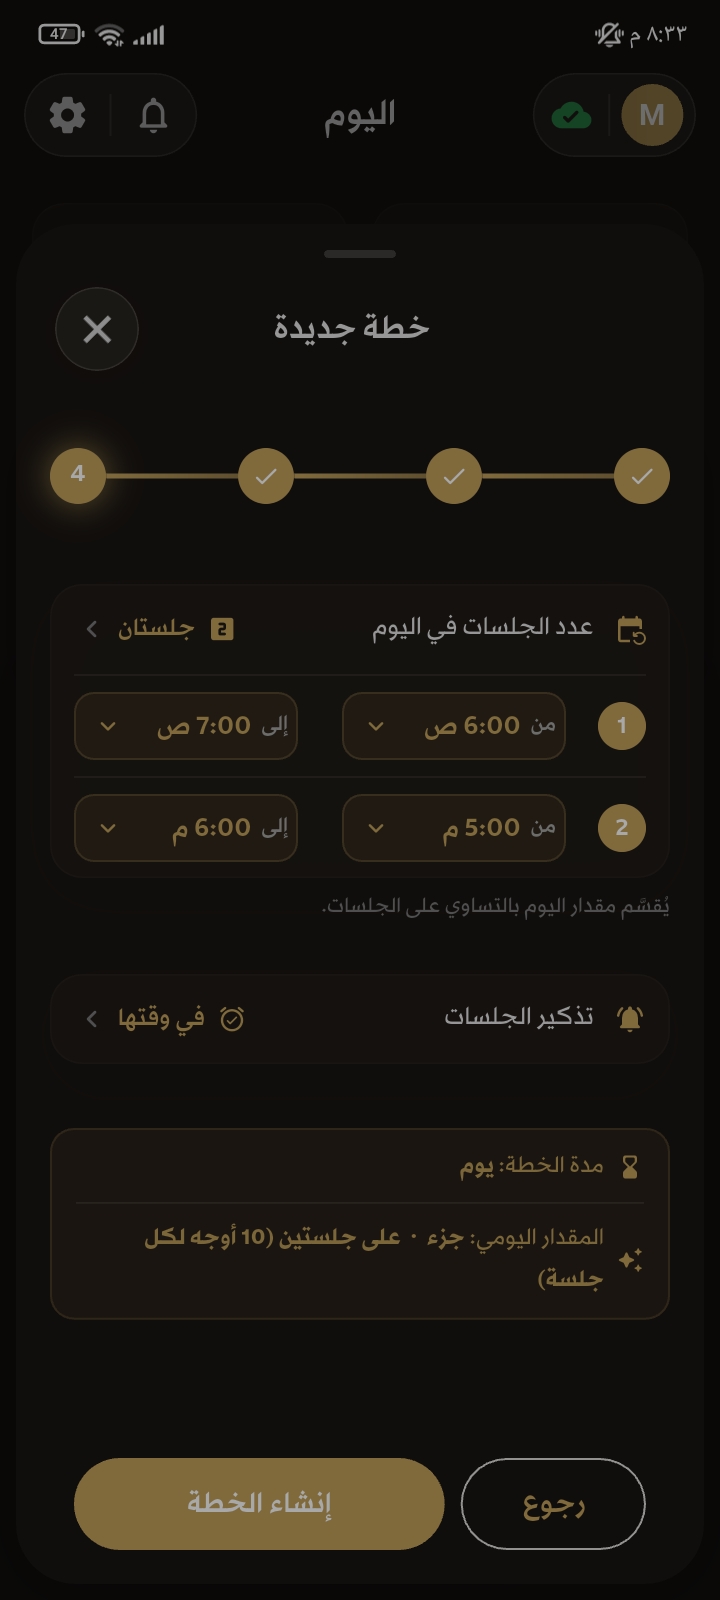 ٨:٣٣ م
47
M
اليوم
خطة جديدة
4
عدد الجلسات في اليوم
2 جلستان
1 من 6:00 ص إلى 7:00 ص
2 من 5:00 م إلى 6:00 م
يُقسَّم مقدار اليوم بالتساوي على الجلسات.
تذكير الجلسات
في وقتها
مدة الخطة: يوم
المقدار اليومي: جزء · على جلستين (10 أوجه لكل
جلسة)
رجوع
إنشاء الخطة